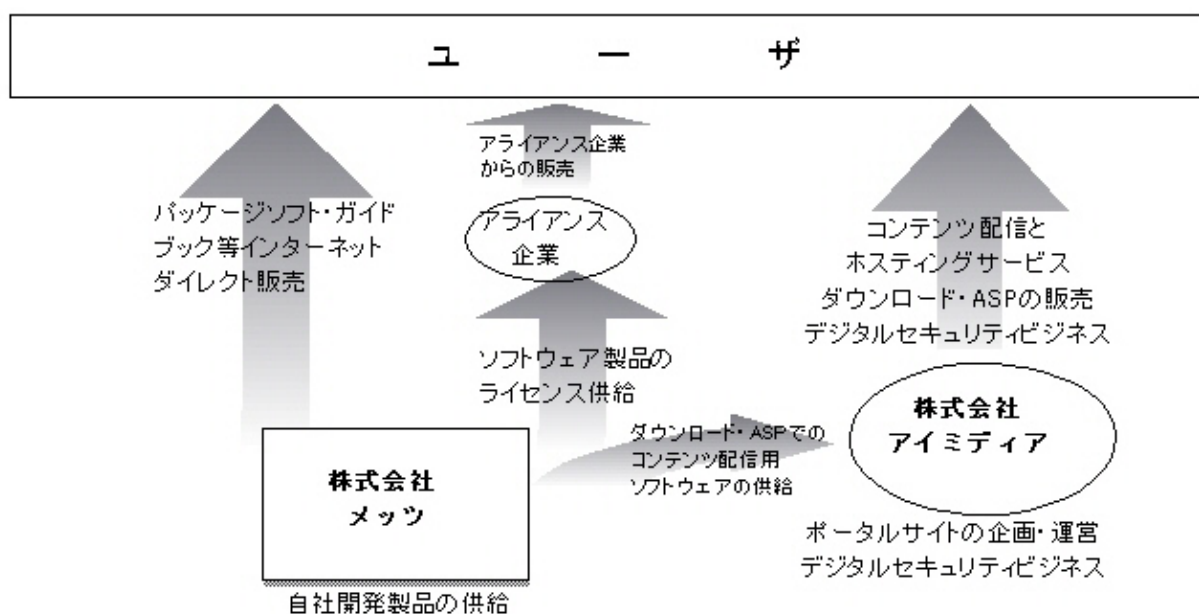 ユーザ
アライアンス企業
からの販売
パッケージソフト・ガイド
ブック等インターネット
ダイレクト販売
アライアンス
企業
コンテンツ配信と
ホスティングサービス
ダウンロード・ASPの販売
デジタルセキュリティビジネス
ソフトウェア製品の
ライセンス供給
株式会社
メッツ
自社開発製品の供給
ダウンロード・ASPでの
コンテンツ配信用
ソフトウェアの供給
株式会社
アイミディア
ポータルサイトの企画・運営
デジタルセキュリティビジネス